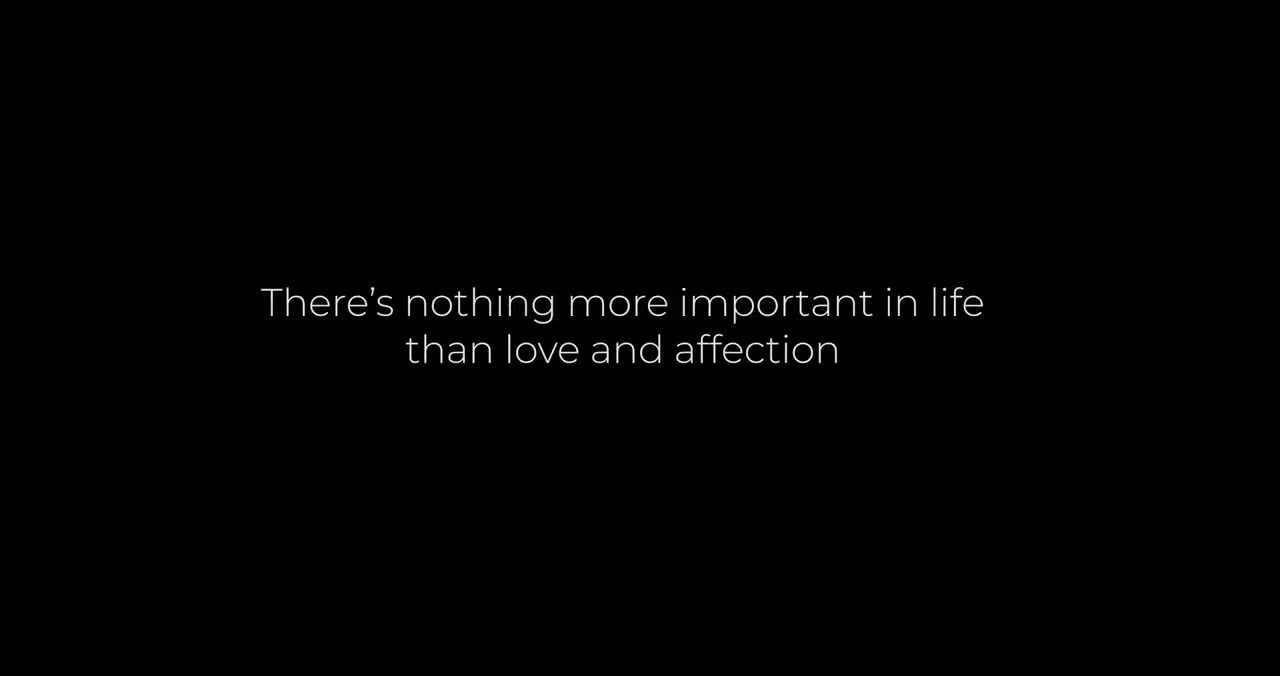 There’s nothing more important in life
than love and affection